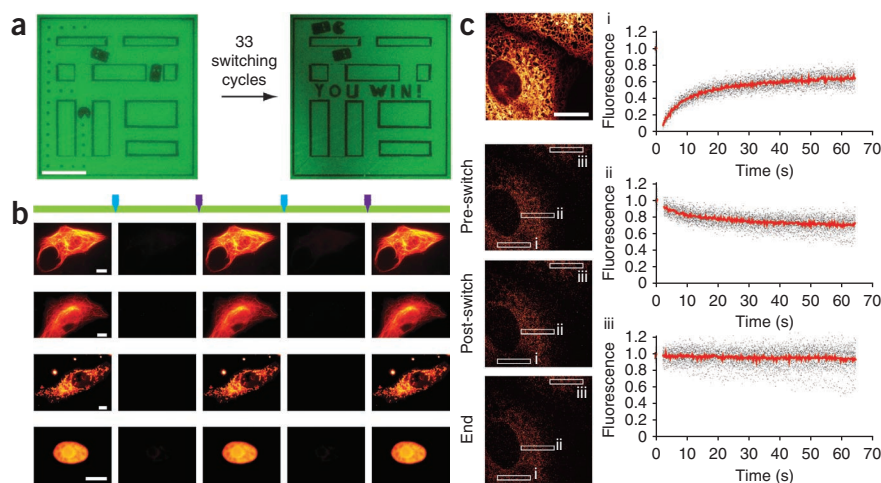 a
33
switching
cycles
YOU WIN!
b
c
Pre-switch
Post-switch
End
iii
ii
i
iii
ii
i
iii
ii
i
i
Fluorescence
1.2
1
0.8
0.6
0.4
0.2
0
0 10 20 30 40 50 60 70
Time (s)
ii
Fluorescence
1.2
1
0.8
0.6
0.4
0.2
0
0 10 20 30 40 50 60 70
Time (s)
iii
Fluorescence
1.2
1.0
0.8
0.6
0.4
0.2
0
0 10 20 30 40 50 60 70
Time (s)